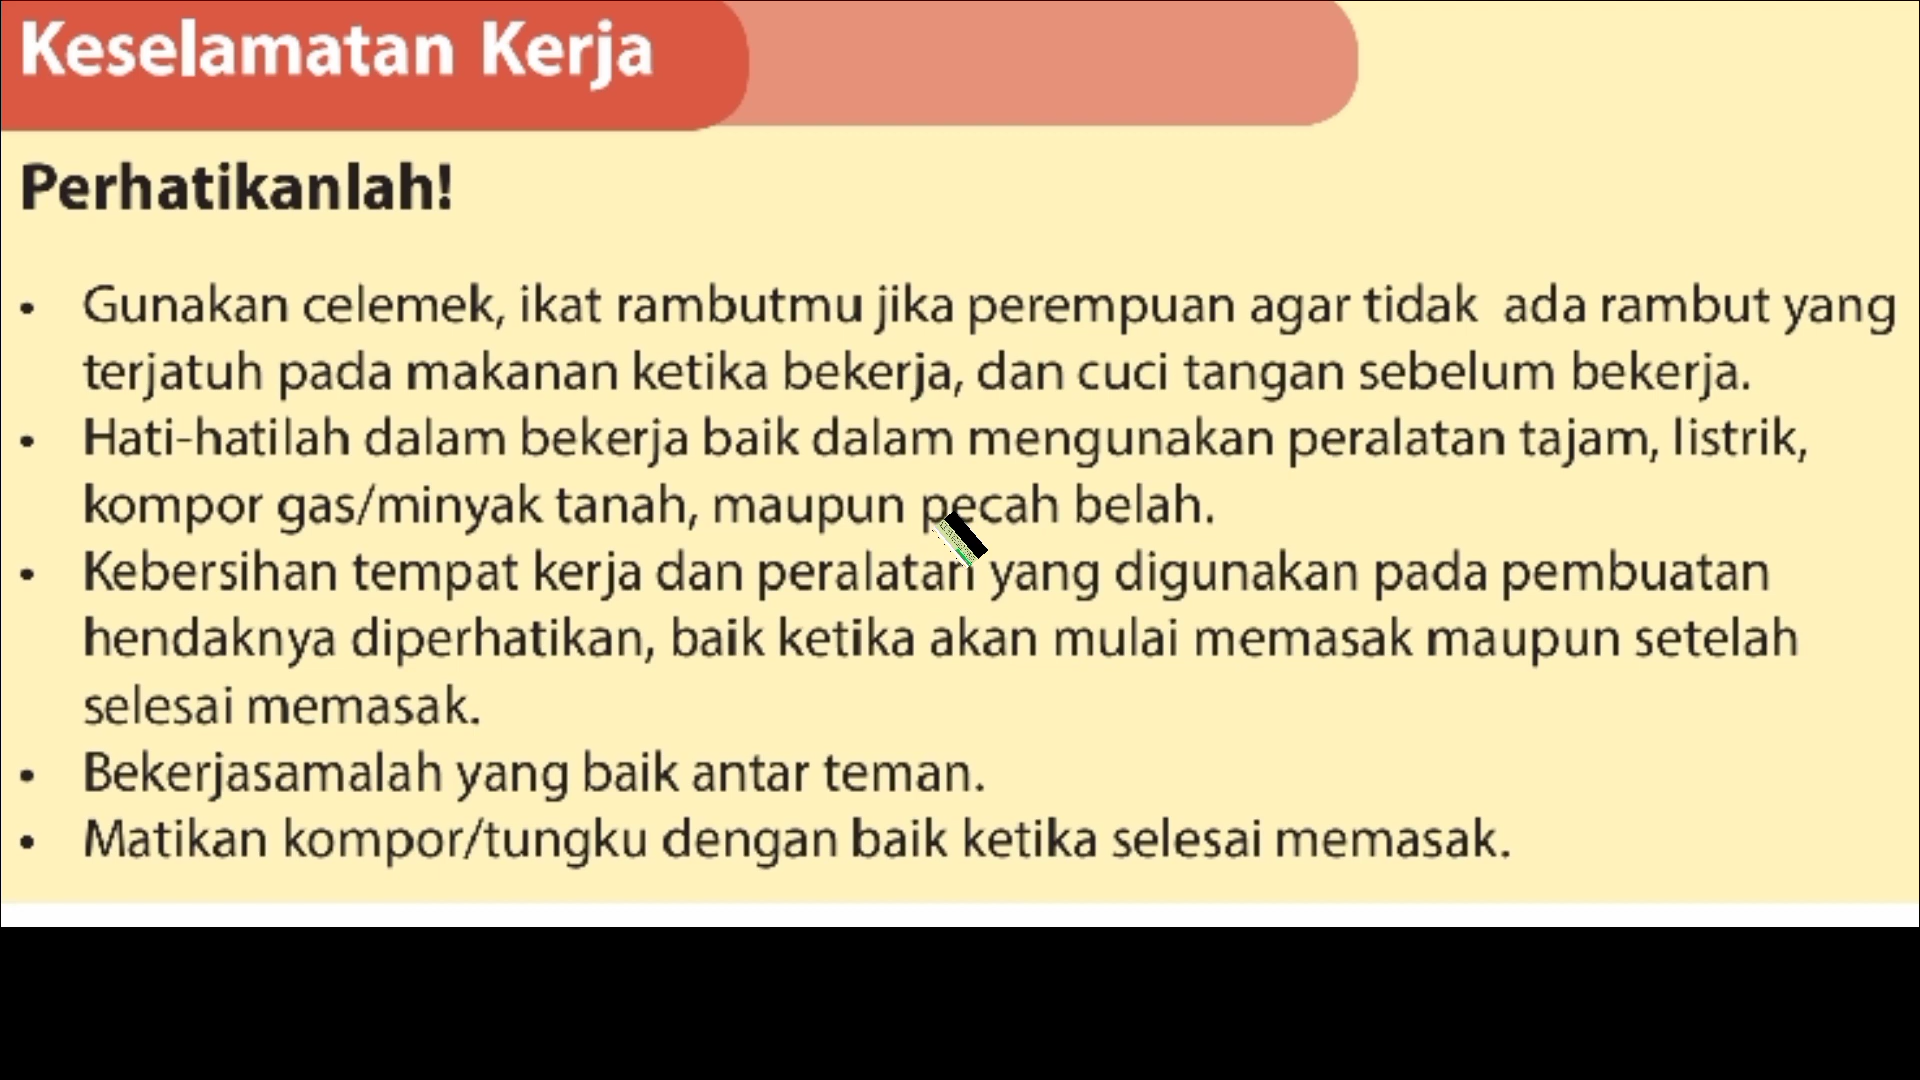 Keselamatan Kerja
Perhatikanlah!
• Gunakan celemek, ikat rambutmu jika perempuan agar tidak ada rambut yang
terjatuh pada makanan ketika bekerja, dan cuci tangan sebelum bekerja.
• Hati-hatilah dalam bekerja baik dalam mengunakan peralatan tajam, listrik,
kompor gas/minyak tanah, maupun pecah belah.
• Kebersihan tempat kerja dan peralatan yang digunakan pada pembuatan
hendaknya diperhatikan, baik ketika akan mulai memasak maupun setelah
selesai memasak.
• Bekerjasamalah yang baik antar teman.
• Matikan kompor/tungku dengan baik ketika selesai memasak.